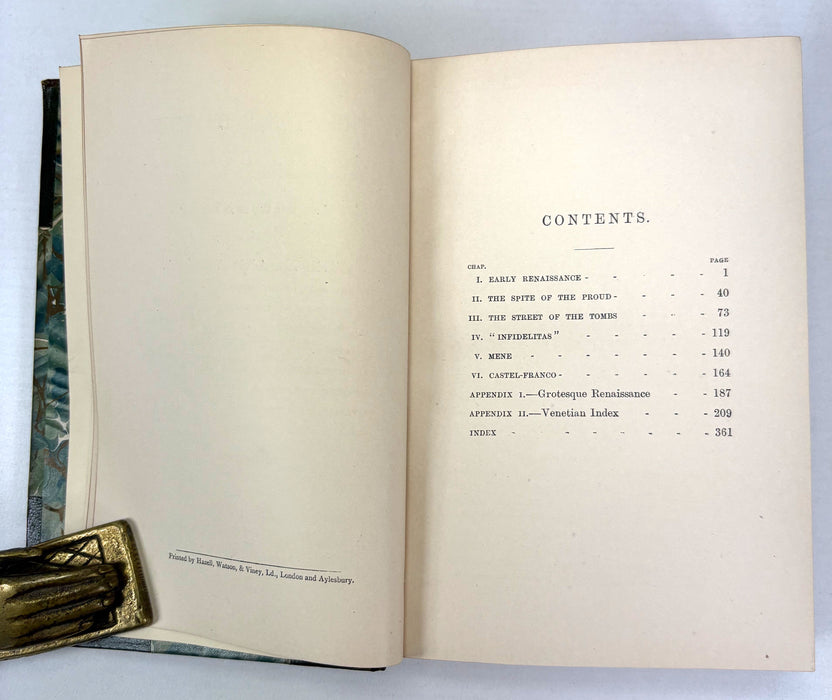 Printed by Hazell, Watson, & Viney, Ld., London and Aylesbury.
CONTENTS.
CHAP. PAGE
I. EARLY RENAISSANCE - - - - - 1
II. THE SPITE OF THE PROUD - - - - 40
III. THE STREET OF THE TOMBS - - - 73
IV. "INFIDELITAS" - - - - - 119
V. MENE - - - - - - - 140
VI. CASTEL-FRANCO - - - - - - 164
APPENDIX I.—Grotesque Renaissance - - 187
APPENDIX II.—Venetian Index - - - 209
INDEX - - - - - - - 361